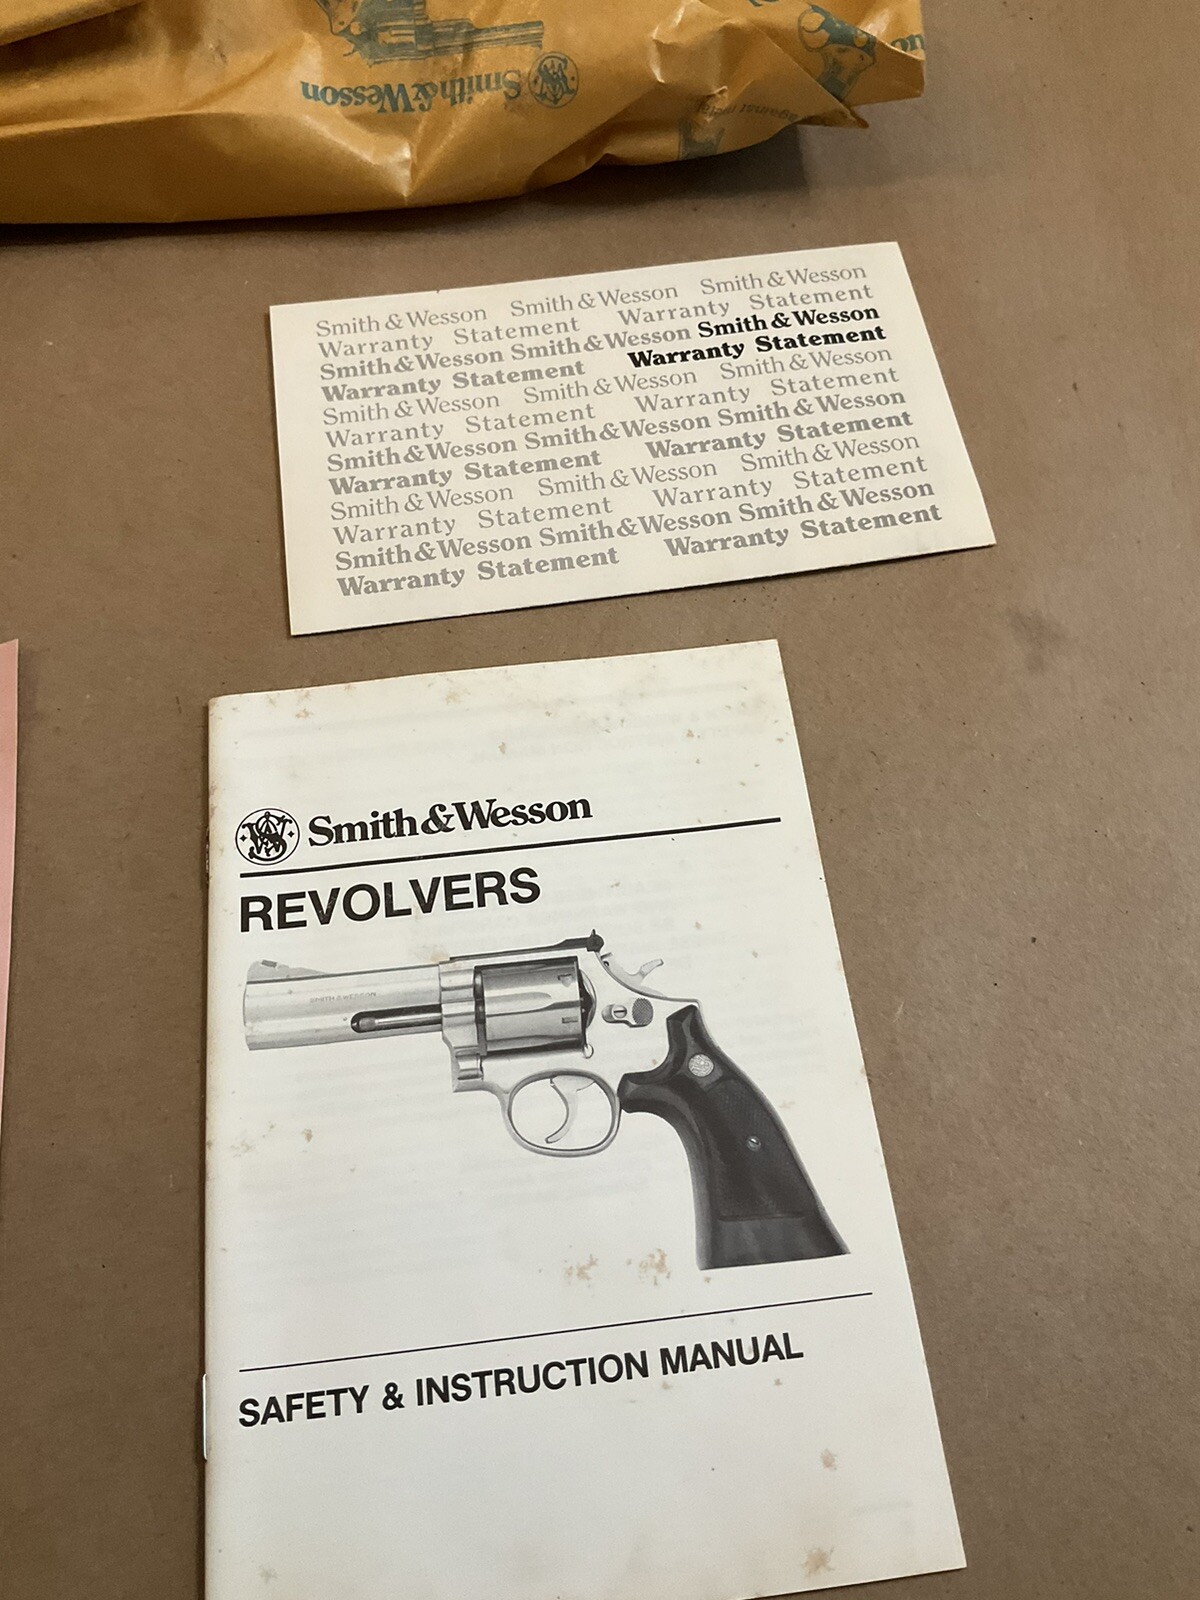 Smith & Wesson
against
Smith & Wesson Smith & Wesson Smith & Wesson
Warranty Statement Warranty Statement
Smith & Wesson Smith & Wesson Smith & Wesson
Warranty Statement Warranty Statement
Smith & Wesson Smith & Wesson Smith & Wesson
Warranty Statement Warranty Statement
Smith & Wesson Smith & Wesson Smith & Wesson
Warranty Statement Warranty Statement
Smith & Wesson Smith & Wesson Smith & Wesson
Warranty Statement Warranty Statement
Smith & Wesson Smith & Wesson Smith & Wesson
Warranty Statement Warranty Statement
Smith & Wesson
REVOLVERS
SMITH & WESSON
SAFETY & INSTRUCTION MANUAL